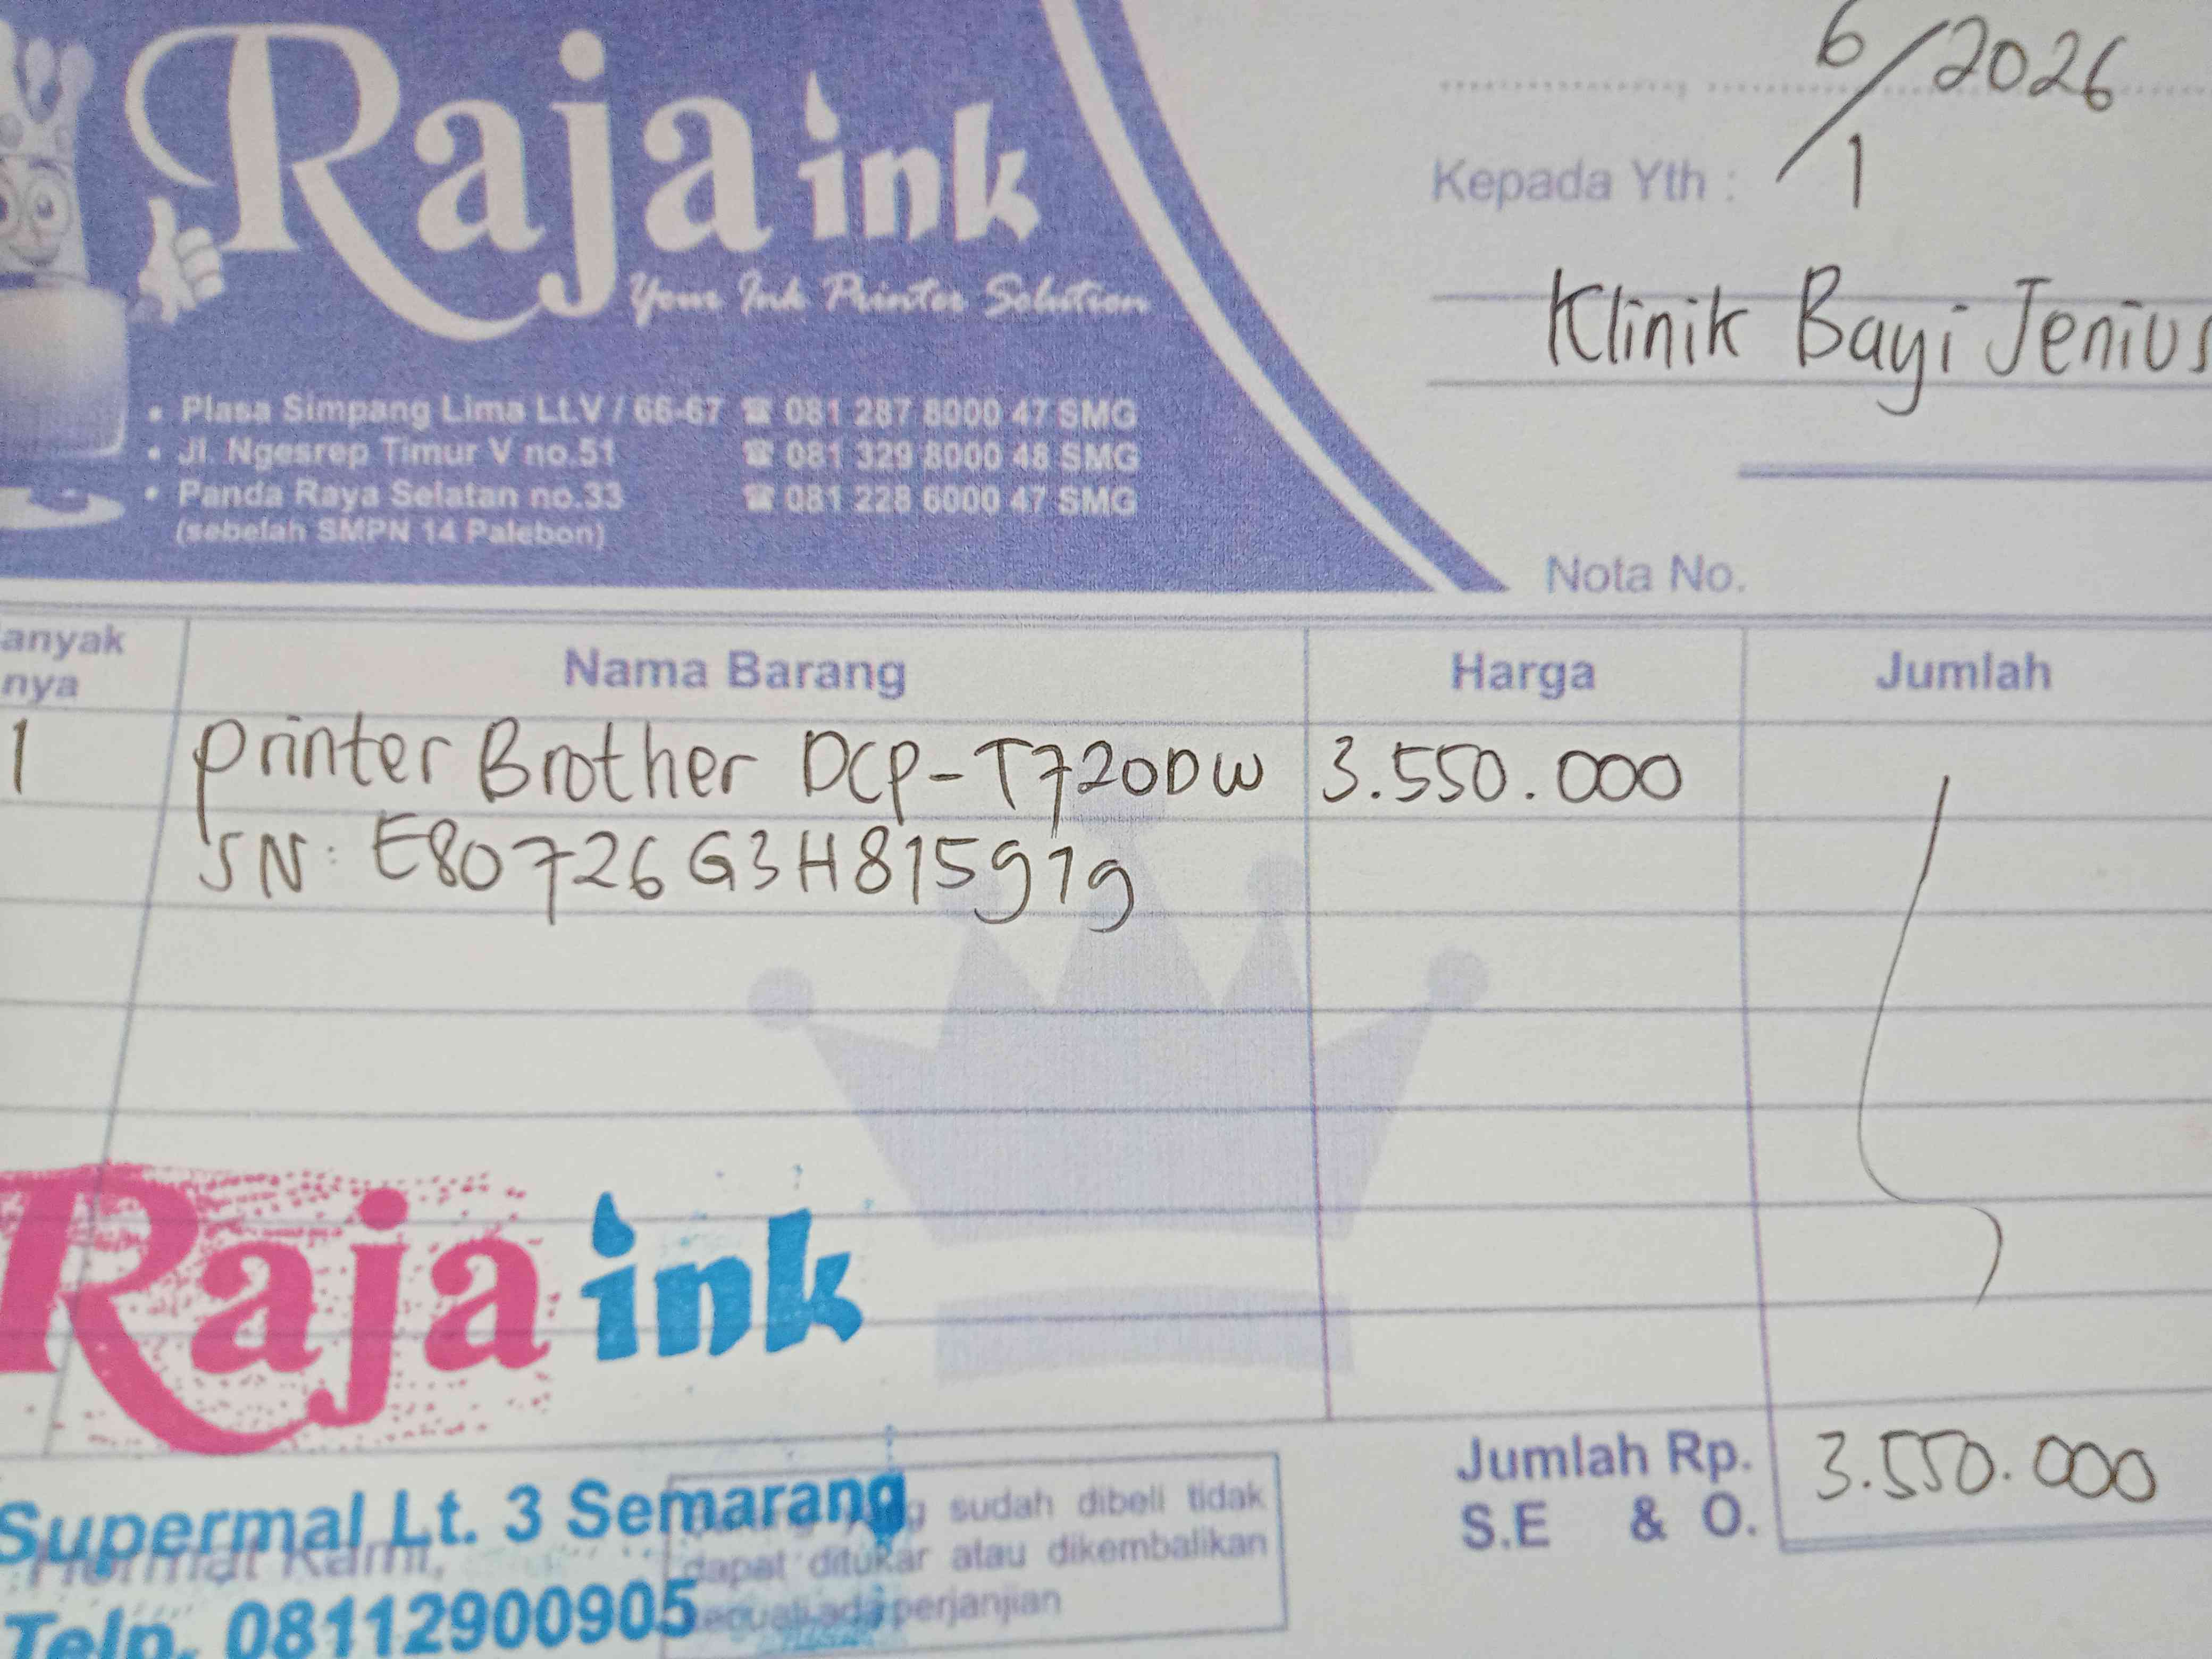 Raja ink
Your Ink Printer Solution
• Plasa Simpang Lima Lt.V / 66-67 ☎ 081 287 8000 47 SMG
• Jl. Ngesrep Timur V no.51 ☎ 081 329 8000 48 SMG
• Panda Raya Selatan no.33 ☎ 081 228 6000 47 SMG
(sebelah SMPN 14 Palebon)
6/1/2026
Kepada Yth :
Klinik Bayi Jenius
Nota No.
anyak nya Nama Barang Harga Jumlah
1 Printer Brother DCP-T720DW 3.550.000
SN: E80726G3H815919
Raja ink
Supermal Lt. 3 Semarang
Telp. 08112900905
Hormat Kami,
sudah dibeli tidak
dapat ditukar atau dikembalikan
perjanjian
Jumlah Rp. 3.550.000
S.E & O.